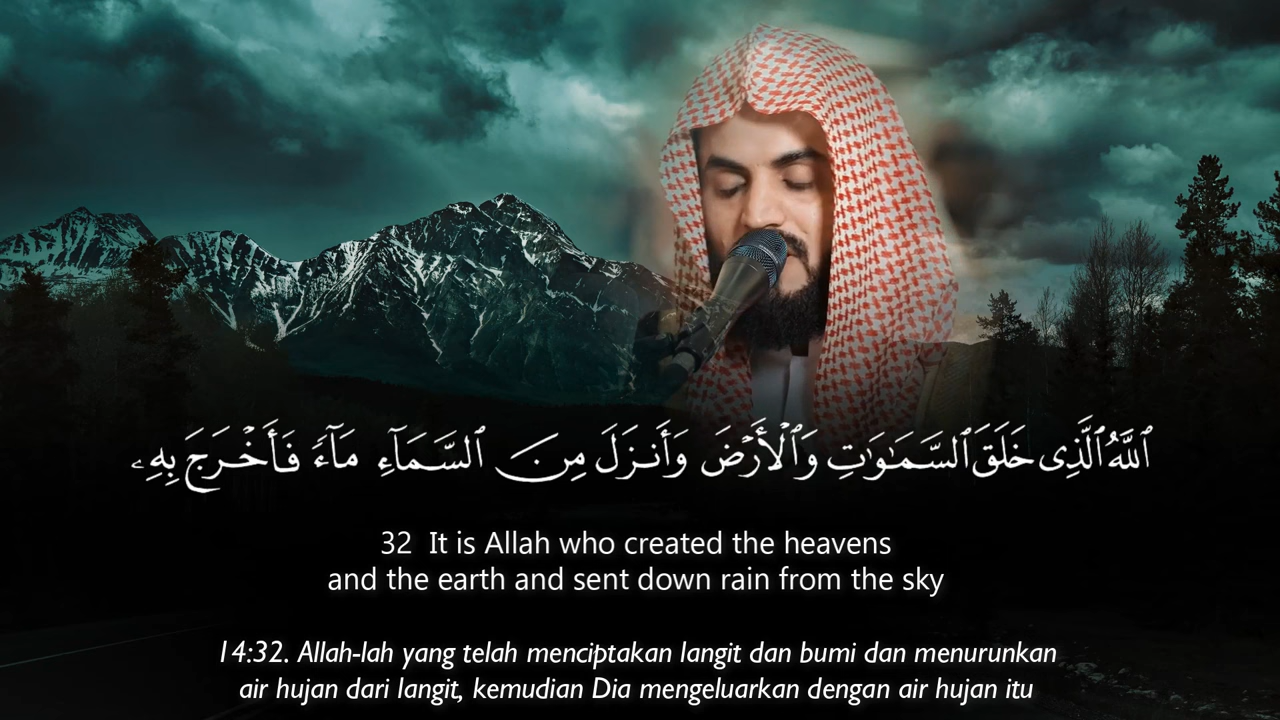 ٱللَّهُ ٱلَّذِى خَلَقَ ٱلسَّمَـٰوَٰتِ وَٱلْأَرْضَ وَأَنزَلَ مِنَ ٱلسَّمَآءِ مَآءً فَأَخْرَجَ بِهِۦ
32 It is Allah who created the heavens
and the earth and sent down rain from the sky
14:32. Allah-lah yang telah menciptakan langit dan bumi dan menurunkan
air hujan dari langit, kemudian Dia mengeluarkan dengan air hujan itu